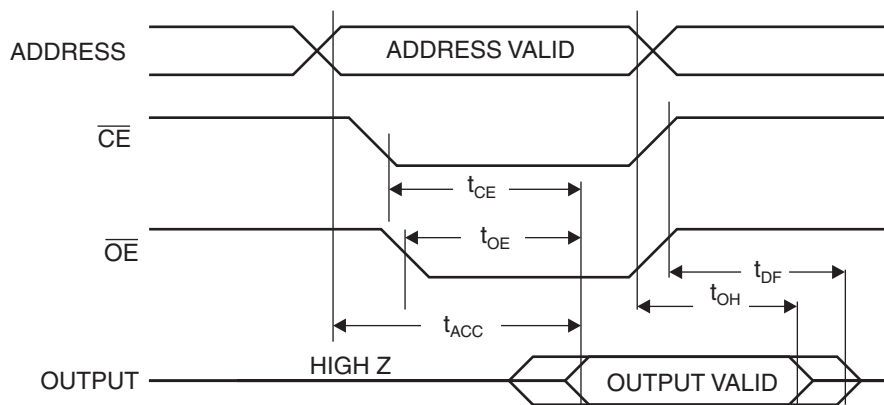 ADDRESS
ADDRESS VALID
CE
tCE
OE
tOE
tDF
tOH
tACC
HIGH Z
OUTPUT
OUTPUT VALID